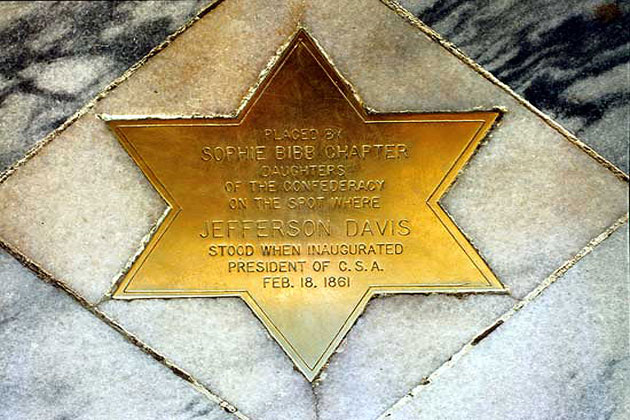 PLACED BY
SOPHIE BIBB CHAPTER
DAUGHTERS
OF THE CONFEDERACY
ON THE SPOT WHERE
JEFFERSON DAVIS
STOOD WHEN INAUGURATED
PRESIDENT OF C.S.A.
FEB. 18. 1861